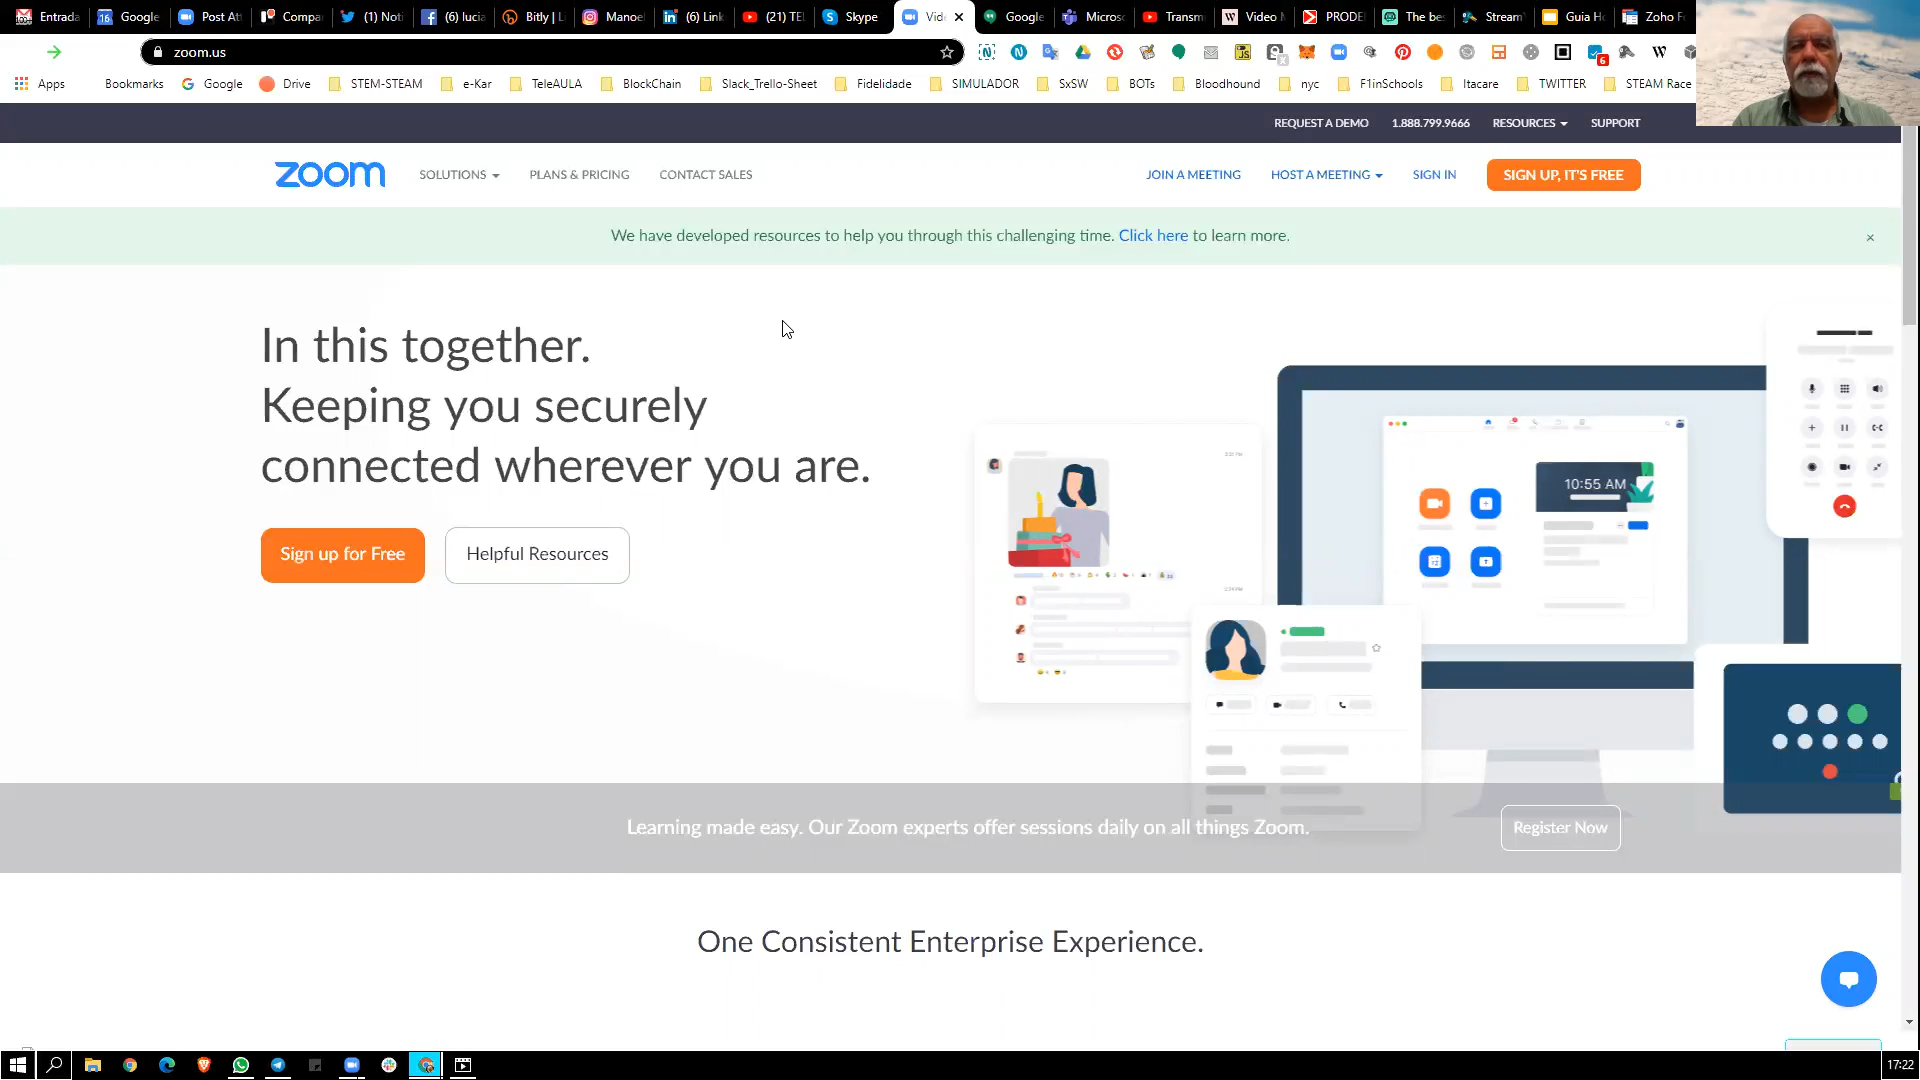 Entrada
Google
Post At
Compa
(1) Noti
(6) lucia
Bitly | L
Manoe
(6) Link
(21) TE
Skype
Vid
Google
Micros
Transm
Video
PRODE
The be
Stream
Guia H
Zoho F
zoom.us
6
Apps
Bookmarks
Google
Drive
STEM-STEAM
e-Kar
TeleAULA
BlockChain
Slack_Trello-Sheet
Fidelidade
SIMULADOR
SxSW
BOTs
Bloodhound
nyc
F1inSchools
Itacare
TWITTER
STEAM Race
REQUEST A DEMO
1.888.799.9666
RESOURCES
SUPPORT
zoom
SOLUTIONS
PLANS & PRICING
CONTACT SALES
JOIN A MEETING
HOST A MEETING
SIGN IN
SIGN UP, IT'S FREE
We have developed resources to help you through this challenging time. Click here to learn more.
In this together.
Keeping you securely
connected wherever you are.
Sign up for Free
Helpful Resources
10:55 AM
Learning made easy. Our Zoom experts offer sessions daily on all things Zoom.
Register Now
One Consistent Enterprise Experience.
17:22